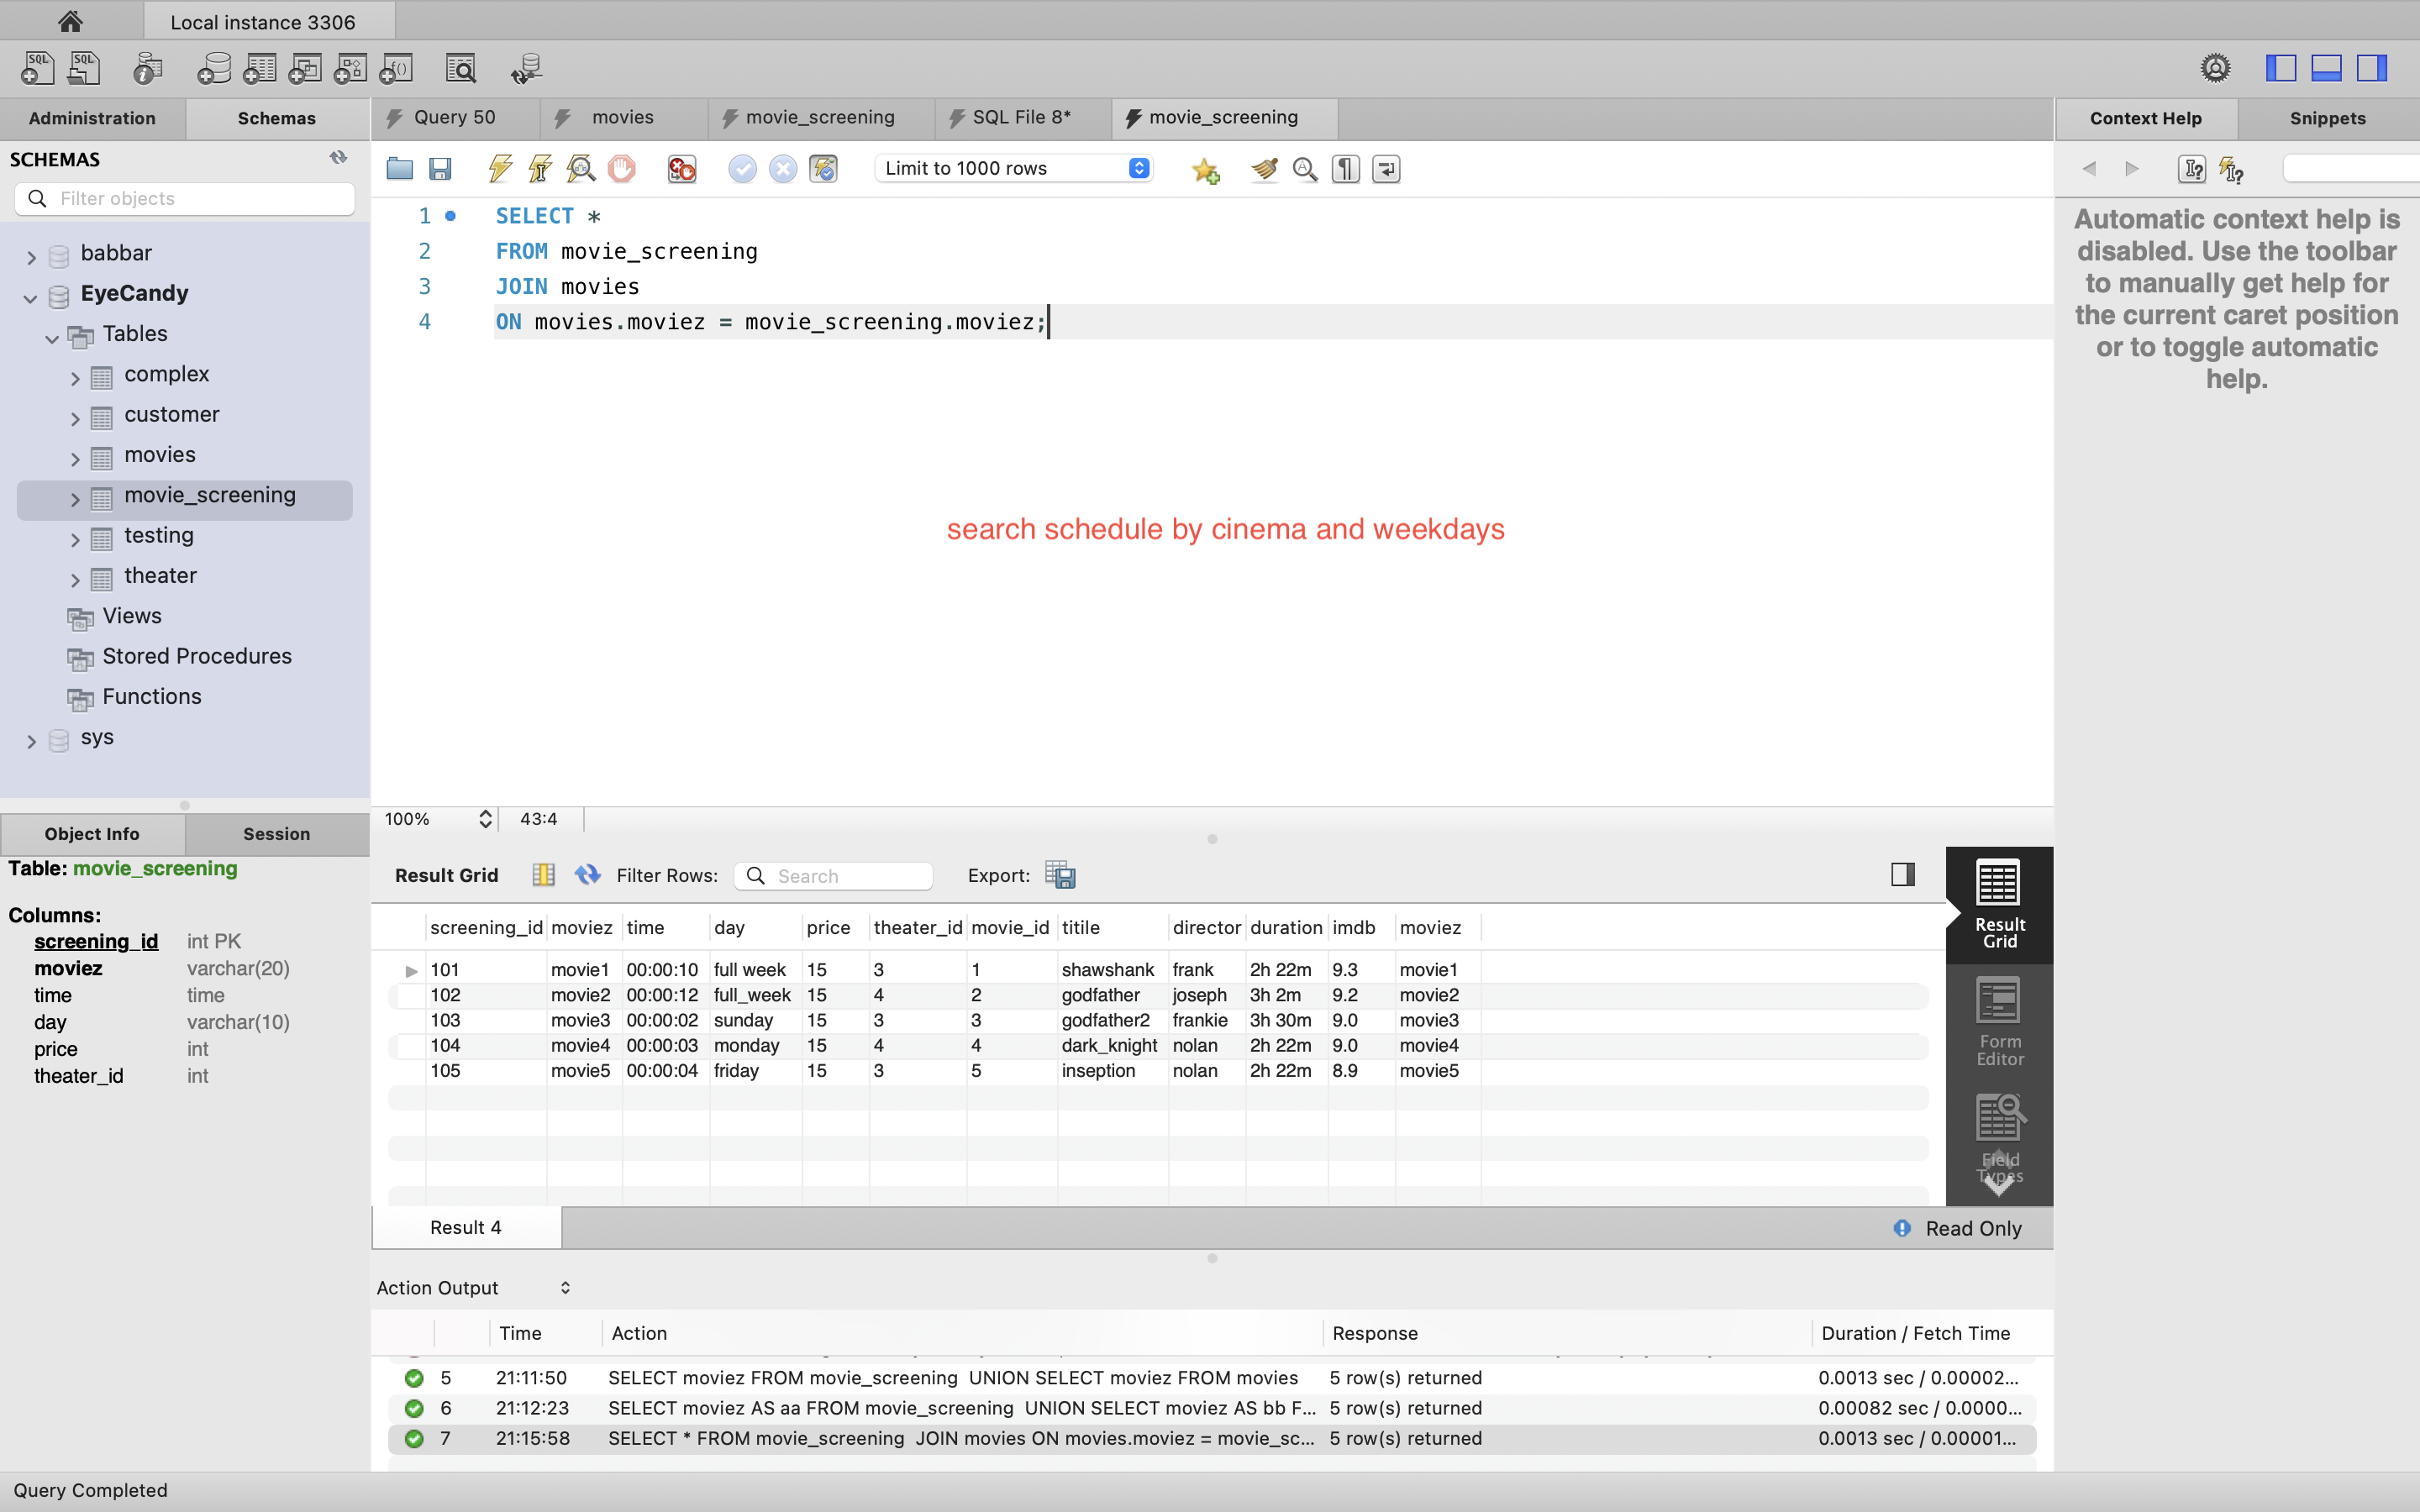 Local instance 3306
Administration
Schemas
Query 50
movies
movie_screening
SQL File 8*
movie_screening
Context Help
Snippets
SCHEMAS
Filter objects
Limit to 1000 rows
babbar
EyeCandy
Tables
complex
customer
movies
movie_screening
testing
theater
Views
Stored Procedures
Functions
sys
1 SELECT *
2 FROM movie_screening
3 JOIN movies
4 ON movies.moviez = movie_screening.moviez;
search schedule by cinema and weekdays
Automatic context help is
disabled. Use the toolbar
to manually get help for
the current caret position
or to toggle automatic
help.
100% 43:4
Object Info
Session
Table: movie_screening
Columns:
screening_id int PK
moviez varchar(20)
time time
day varchar(10)
price int
theater_id int
Result Grid Filter Rows: Search Export:
screening_id moviez time day price theater_id movie_id titile director duration imdb moviez
101 movie1 00:00:10 full week 15 3 1 shawshank frank 2h 22m 9.3 movie1
102 movie2 00:00:12 full_week 15 4 2 godfather joseph 3h 2m 9.2 movie2
103 movie3 00:00:02 sunday 15 3 3 godfather2 frankie 3h 30m 9.0 movie3
104 movie4 00:00:03 monday 15 4 4 dark_knight nolan 2h 22m 9.0 movie4
105 movie5 00:00:04 friday 15 3 5 inseption nolan 2h 22m 8.9 movie5
Result
Grid
Form
Editor
Field
Types
Result 4
Read Only
Action Output
Time Action Response Duration / Fetch Time
5 21:11:50 SELECT moviez FROM movie_screening UNION SELECT moviez FROM movies 5 row(s) returned 0.0013 sec / 0.00002...
6 21:12:23 SELECT moviez AS aa FROM movie_screening UNION SELECT moviez AS bb F... 5 row(s) returned 0.00082 sec / 0.0000...
7 21:15:58 SELECT * FROM movie_screening JOIN movies ON movies.moviez = movie_sc... 5 row(s) returned 0.0013 sec / 0.00001...
Query Completed